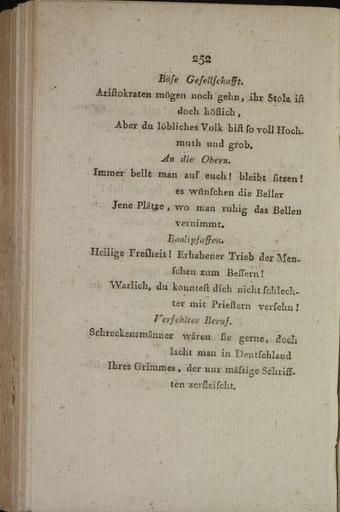 252
Böſe Geſellſchafft.
Ariſtokraten mögen noch gehn, ihr Stolz iſt
doch höflich,
Aber du löbliches Volk biſt ſo voll Hoch-
muth und grob.
An die Obern.
Immer bellt man auf euch! bleibt ſitzen!
es wünſchen die Beller
Jene Plätze, wo man ruhig das Bellen
vernimmt.
Baalspfaffen.
Heilige Freiheit! Erhabener Trieb der Men-
ſchen zum Beſſern!
Warlich, du konnteſt dich nicht ſchlech-
ter mit Prieſtern verſehn!
Verfehlter Beruf.
Schreckensmänner wären ſie gerne, doch
lacht man in Deutſchland
Ihres Grimmes, der nur mäſsige Schriff-
ten zerfleiſcht.